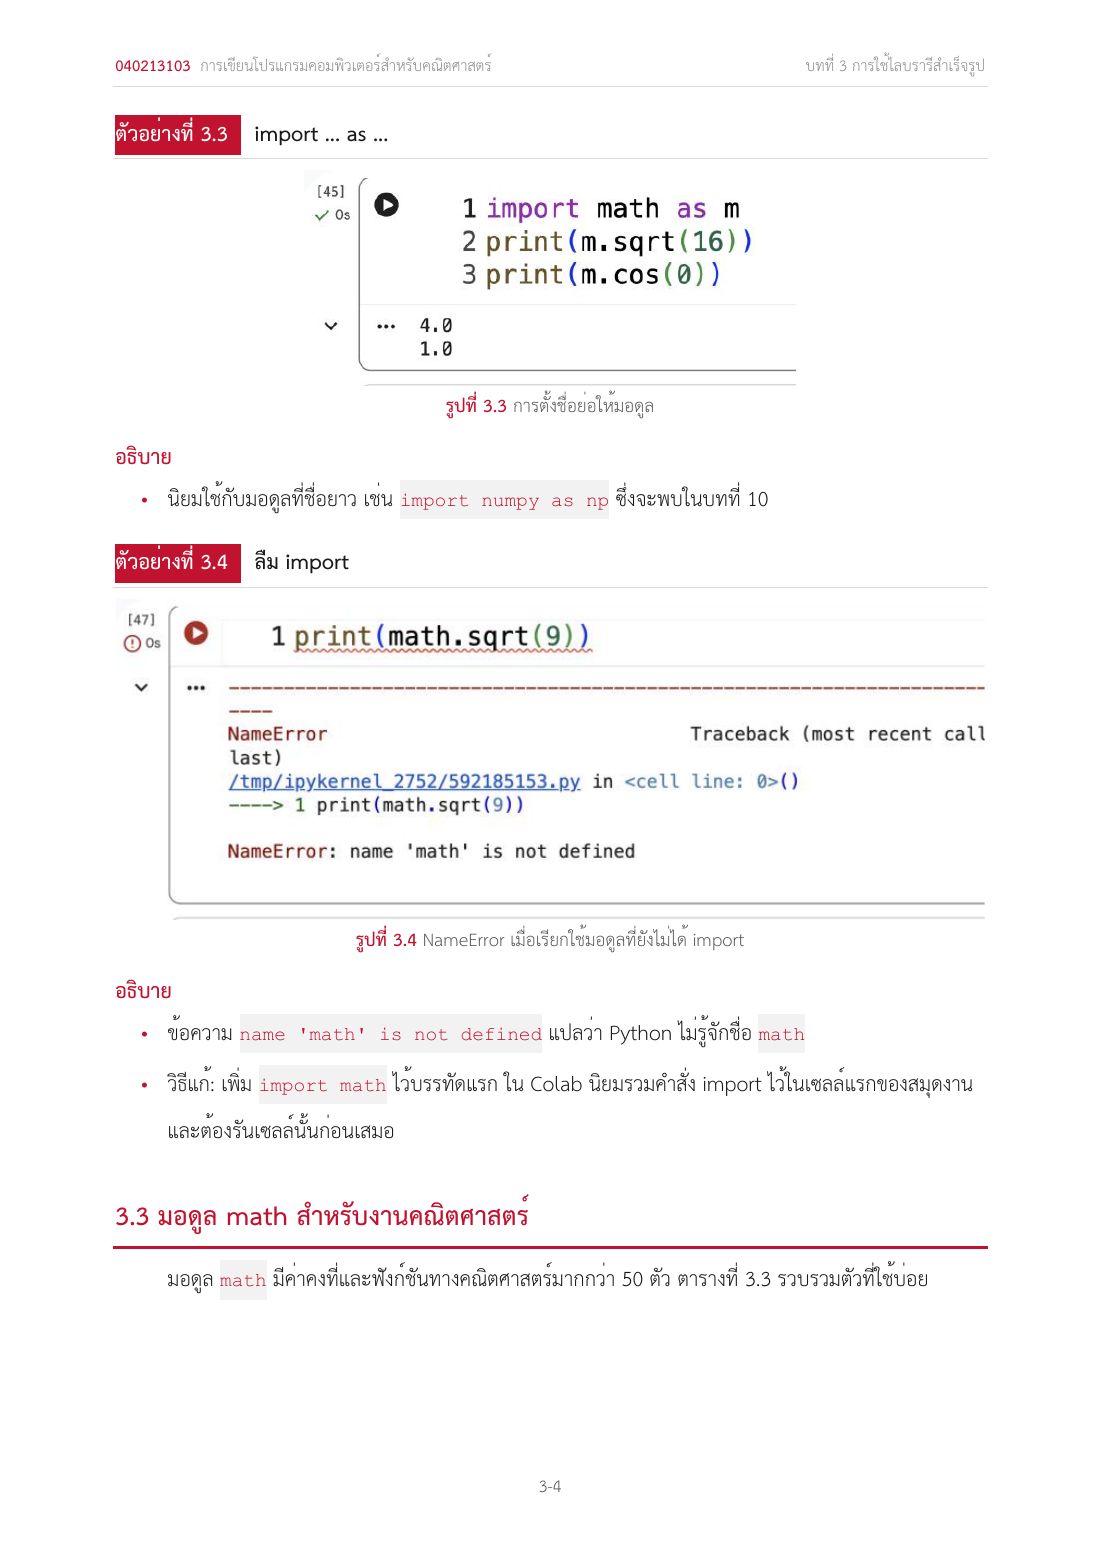 040213103 การเขียนโปรแกรมคอมพิวเตอร์สำหรับคณิตศาสตร์ บทที่ 3 การใช้ไลบรารีสำเร็จรูป
ตัวอย่างที่ 3.3 import ... as ...
[45]
0s
1 import math as m
2 print(m.sqrt(16))
3 print(m.cos(0))
... 4.0
1.0
รูปที่ 3.3 การตั้งชื่อย่อให้มอดูล
อธิบาย
• นิยมใช้กับมอดูลที่ชื่อยาว เช่น import numpy as np ซึ่งจะพบในบทที่ 10
ตัวอย่างที่ 3.4 ลืม import
[47]
0s
1 print(math.sqrt(9))
... ---------------------------------------------------------------------------
----
NameError Traceback (most recent call
last)
/tmp/ipykernel_2752/592185153.py in <cell line: 0>()
----> 1 print(math.sqrt(9))
NameError: name 'math' is not defined
รูปที่ 3.4 NameError เมื่อเรียกใช้มอดูลที่ยังไม่ได้ import
อธิบาย
• ข้อความ name 'math' is not defined แปลว่า Python ไม่รู้จักชื่อ math
• วิธีแก้: เพิ่ม import math ไว้บรรทัดแรก ใน Colab นิยมรวมคำสั่ง import ไว้ในเซลล์แรกของสมุดงาน
และต้องรันเซลล์นั้นก่อนเสมอ
3.3 มอดูล math สำหรับงานคณิตศาสตร์
มอดูล math มีค่าคงที่และฟังก์ชันทางคณิตศาสตร์มากกว่า 50 ตัว ตารางที่ 3.3 รวบรวมตัวที่ใช้บ่อย
3-4